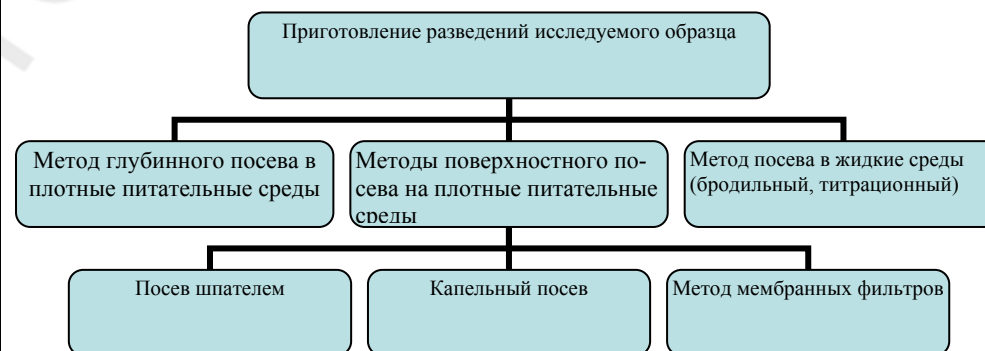 Приготовление разведений исследуемого образца
Метод глубинного посева в
плотные питательные среды
Методы поверхностного по-
сева на плотные питательные
среды
Метод посева в жидкие среды
(бродильный, титрационный)
Посев шпателем
Капельный посев
Метод мембранных фильтров